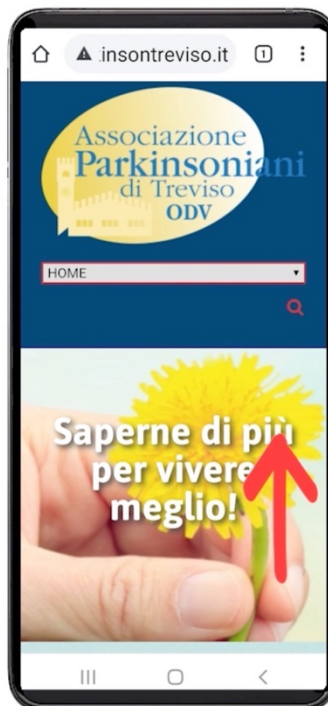 insontreviso.it 1
Associazione
Parkinsoniani
di Treviso
ODV
HOME
Saperne di più
per vivere
meglio!